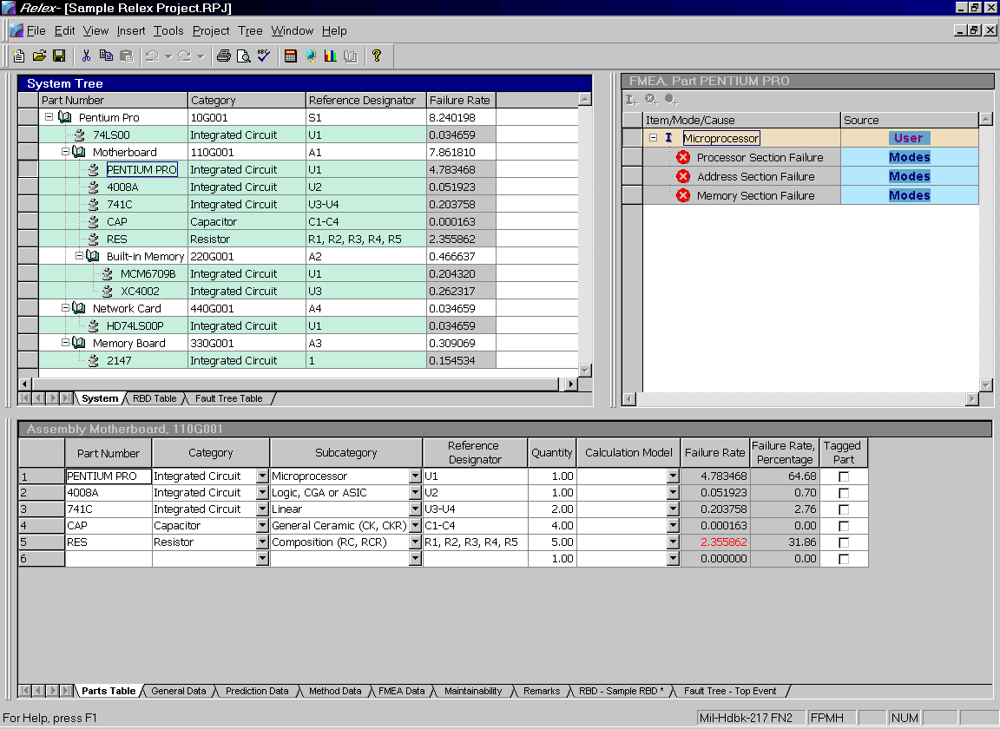 Relex- [Sample Relex Project.RPJ]
File Edit View Insert Tools Project Tree Window Help
System Tree
Part Number Category Reference Designator Failure Rate
Pentium Pro 10G001 S1 8.240198
74LS00 Integrated Circuit U1 0.034659
Motherboard 110G001 A1 7.861810
PENTIUM PRO Integrated Circuit U1 4.783468
4008A Integrated Circuit U2 0.051923
741C Integrated Circuit U3-U4 0.203758
CAP Capacitor C1-C4 0.000163
RES Resistor R1, R2, R3, R4, R5 2.355862
Built-in Memory 220G001 A2 0.466637
MCM6709B Integrated Circuit U1 0.204320
XC4002 Integrated Circuit U3 0.262317
Network Card 440G001 A4 0.034659
HD74LS00P Integrated Circuit U1 0.034659
Memory Board 330G001 A3 0.309069
2147 Integrated Circuit 1 0.154534
System RBD Table Fault Tree Table
FMEA, Part PENTIUM PRO
Item/Mode/Cause Source
I Microprocessor User
Processor Section Failure Modes
Address Section Failure Modes
Memory Section Failure Modes
Assembly Motherboard, 110G001
Part Number Category Subcategory Reference Designator Quantity Calculation Model Failure Rate Failure Rate, Percentage Tagged Part
1 PENTIUM PRO Integrated Circuit Microprocessor U1 1.00 4.783468 64.68
2 4008A Integrated Circuit Logic, CGA or ASIC U2 1.00 0.051923 0.70
3 741C Integrated Circuit Linear U3-U4 2.00 0.203758 2.76
4 CAP Capacitor General Ceramic (CK, CKR) C1-C4 4.00 0.000163 0.00
5 RES Resistor Composition (RC, RCR) R1, R2, R3, R4, R5 5.00 2.355862 31.86
6 1.00 0.000000 0.00
Parts Table General Data Prediction Data Method Data FMEA Data Maintainability Remarks RBD - Sample RBD * Fault Tree - Top Event
For Help, press F1 Mil-Hdbk-217 FN2 FPMH NUM